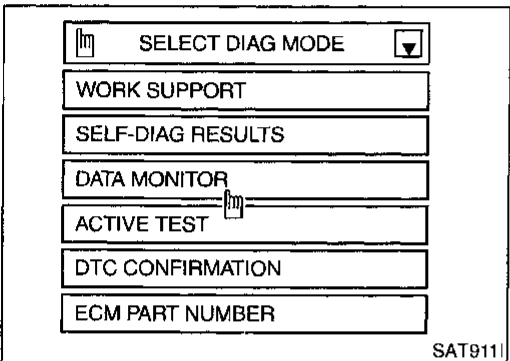 SELECT DIAG MODE
WORK SUPPORT
SELF-DIAG RESULTS
DATA MONITOR
ACTIVE TEST
DTC CONFIRMATION
ECM PART NUMBER
SAT911I